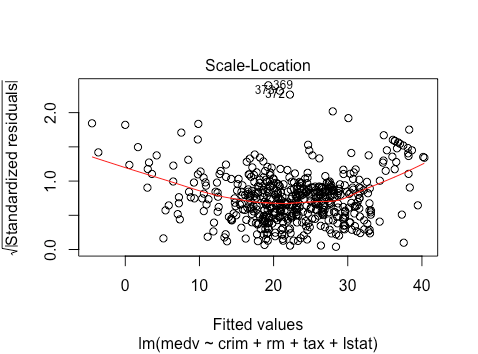 Scale-Location
√|Standardized residuals|
369
373
372
0.0
1.0
2.0
0
10
20
30
40
Fitted values
lm(medv ~ crim + rm + tax + lstat)